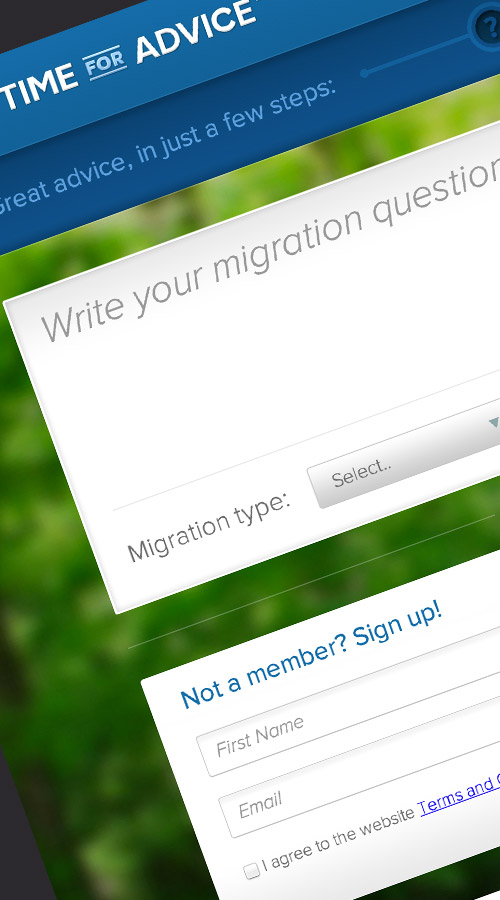 TIME FOR ADVICE
Great advice, in just a few steps:
?
Write your migration question
Migration type:
Select..
Not a member? Sign up!
First Name
Email
I agree to the website Terms and